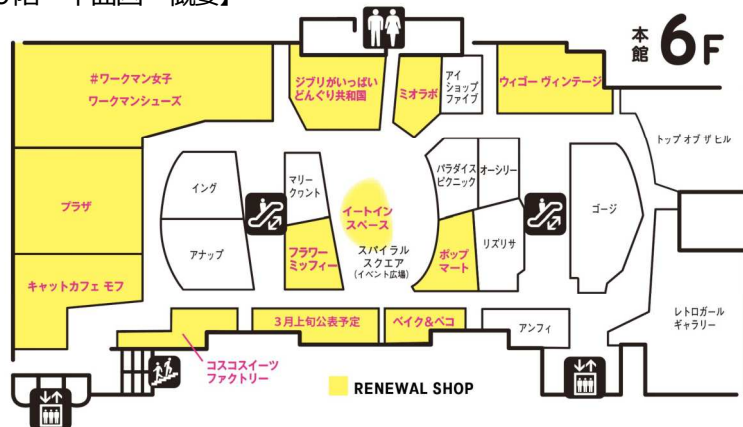 本館 6F
#ワークマン女子
ワークマンシューズ
ジブリがいっぱい
どんぐり共和国
ミオラボ
アイ
ショップ
ファイブ
ウィゴー ヴィンテージ
トップ オブ ザ ヒル
プラザ
イング
マリー
クヮント
イートイン
スペース
パラダイス
ピクニック
オーシリー
ゴージ
アナップ
フラワー
ミッフィー
スパイラル
スクエア
(イベント広場)
ポップ
マート
リズリサ
キャットカフェ モフ
レトロガール
ギャラリー
3月上旬公表予定
ベイク&ペコ
アンフィ
コスコスイーツ
ファクトリー
RENEWAL SHOP